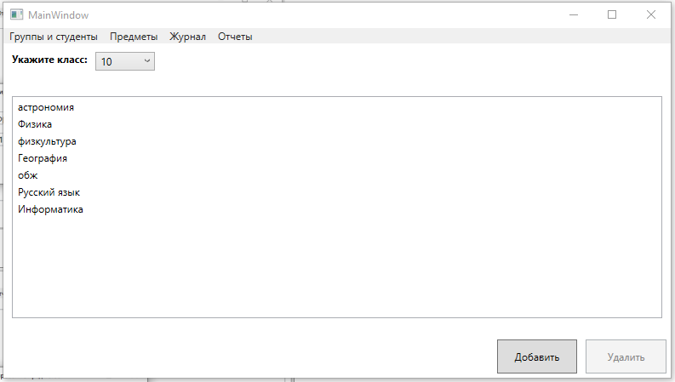 MainWindow
Группы и студенты Предметы Журнал Отчеты
Укажите класс: 10
астрономия
Физика
физкультура
География
обж
Русский язык
Информатика
Добавить Удалить